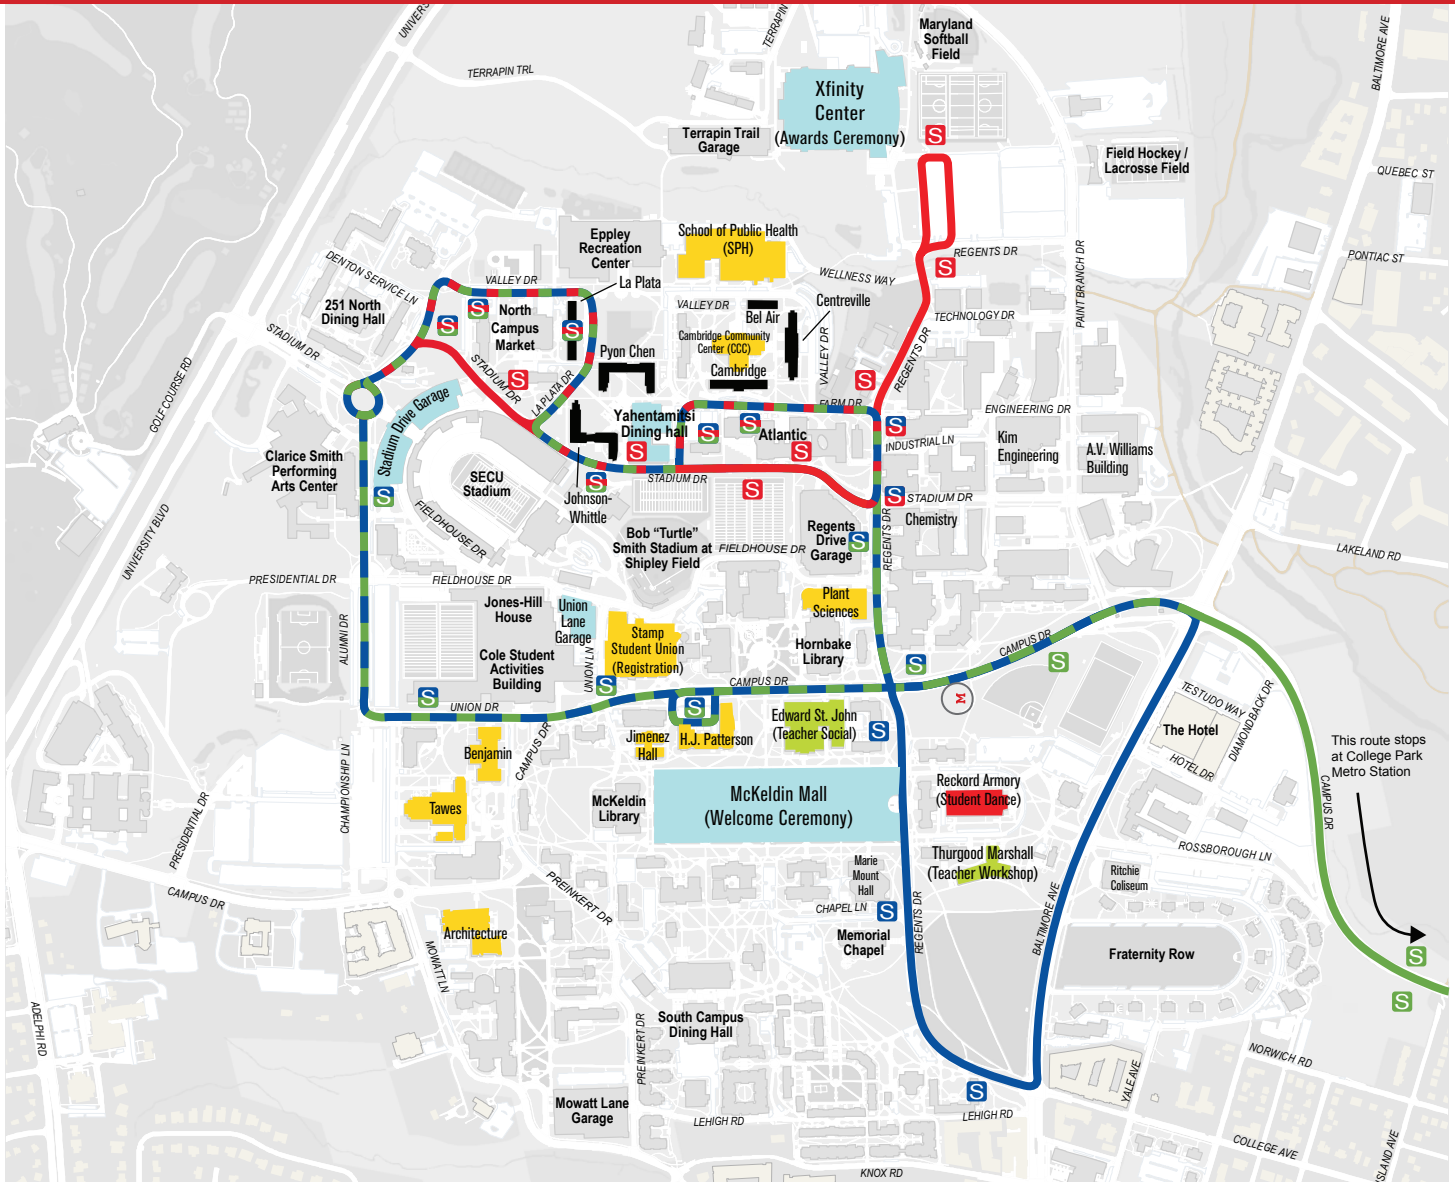 Maryland
Softball
Field
UNIVERS
TERRAPIN
BALTIMORE AVE
TERRAPIN TRL
Xfinity
Center
(Awards Ceremony)
Terrapin Trail
Garage
S
Field Hockey /
Lacrosse Field
QUEBEC ST
Eppley
Recreation
Center
School of Public Health
(SPH)
REGENTS DR
PONTIAC ST
PAINT BRANCH DR
DENTON SERVICE LN
VALLEY DR
La Plata
WELLNESS WAY
S
251 North
Dining Hall
S
S
North
Campus
Market
S
VALLEY DR
Bel Air
Centreville
TECHNOLOGY DR
STADIUM DR
Cambridge Community
Center (CCC)
VALLEY DR
REGENTS DR
Pyon Chen
Cambridge
STADIUM DR
S
LA PLATA DR
S
GOLF COURSE RD
Stadium Drive Garage
FARM DR
ENGINEERING DR
Yahentamitsi
Dining hall
S
S
Atlantic
S
S
S
INDUSTRIAL LN
Kim
Engineering
A.V. Williams
Building
Clarice Smith
Performing
Arts Center
SECU
Stadium
S
S
STADIUM DR
S
S
STADIUM DR
Johnson-
Whittle
FIELDHOUSE DR
UNIVERSITY BLVD
Bob “Turtle”
Smith Stadium at
Shipley Field
FIELDHOUSE DR
Regents
Drive
Garage
S
REGENTS DR
Chemistry
LAKELAND RD
PRESIDENTIAL DR
FIELDHOUSE DR
Jones-Hill
House
Union
Lane
Garage
Plant
Sciences
ALUMNI DR
Stamp
Student Union
(Registration)
Hornbake
Library
CAMPUS DR
S
S
Cole Student
Activities
Building
UNION LN
S
CAMPUS DR
M
TESTUDO WAY
S
UNION DR
S
Edward St. John
(Teacher Social)
S
The Hotel
DIAMONDBACK DR
HOTEL DR
This route stops
at College Park
Metro Station
Benjamin
CAMPUS DR
Jimenez
Hall
H.J. Patterson
CHAMPIONSHIP LN
PRESIDENTIAL DR
Tawes
McKeldin
Library
McKeldin Mall
(Welcome Ceremony)
Reckord Armory
(Student Dance)
CAMPUS DR
ROSSBOROUGH LN
Thurgood Marshall
(Teacher Workshop)
Marie
Mount
Hall
Ritchie
Coliseum
CAMPUS DR
PREINKERT DR
CHAPEL LN
S
REGENTS DR
BALTIMORE AVE
Architecture
Memorial
Chapel
Fraternity Row
S
MOWATT LN
S
ADELPHI RD
South Campus
Dining Hall
PREINKERT DR
NORWICH RD
YALE AVE
S
Mowatt Lane
Garage
LEHIGH RD
LEHIGH RD
COLLEGE AVE
KNOX RD